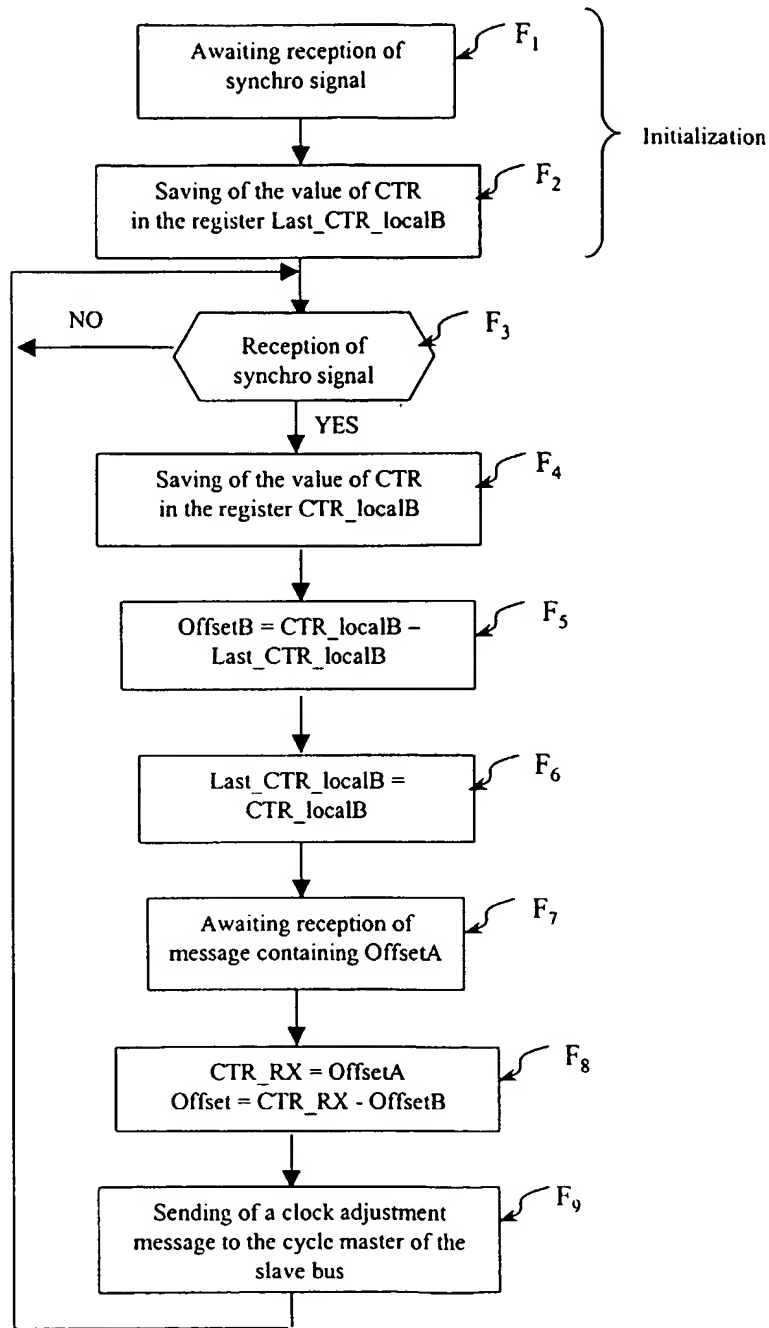 Awaiting reception of
synchro signal
F1
Initialization
Saving of the value of CTR
in the register Last_CTR_localB
F2
NO
Reception of
synchro signal
F3
YES
Saving of the value of CTR
in the register CTR_localB
F4
OffsetB = CTR_localB –
Last_CTR_localB
F5
Last_CTR_localB =
CTR_localB
F6
Awaiting reception of
message containing OffsetA
F7
CTR_RX = OffsetA
Offset = CTR_RX - OffsetB
F8
Sending of a clock adjustment
message to the cycle master of the
slave bus
F9